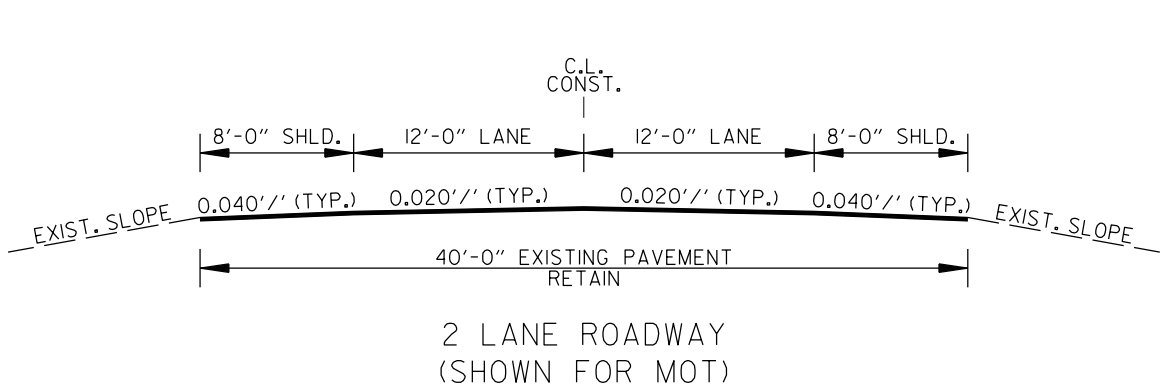 C.L.
CONST.
8'-0" SHLD. 12'-0" LANE 12'-0" LANE 8'-0" SHLD.
EXIST. SLOPE 0.040'/' (TYP.) 0.020'/' (TYP.) 0.020'/' (TYP.) 0.040'/' (TYP.) EXIST. SLOPE
40'-0" EXISTING PAVEMENT
RETAIN
2 LANE ROADWAY
(SHOWN FOR MOT)